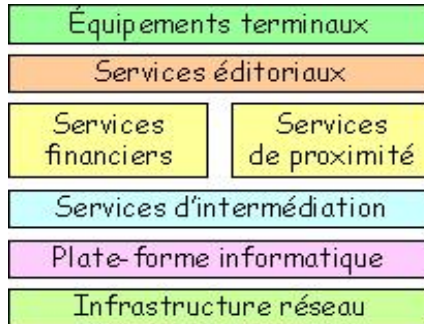 Équipements terminaux
Services éditoriaux
Services
financiers
Services
de proximité
Services d'intermédiation
Plate-forme informatique
Infrastructure réseau